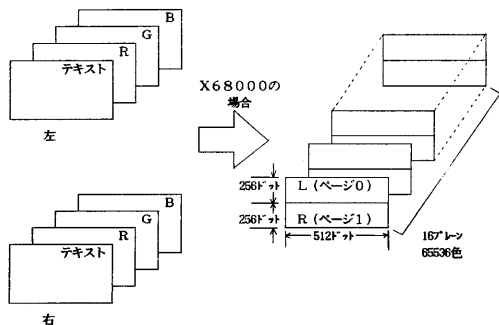 B
G
R
テキスト
左
B
G
R
テキスト
右
X68000の
場合
256ドット
L (ページ0)
256ドット
R (ページ1)
512ドット
16プレーン
65536色